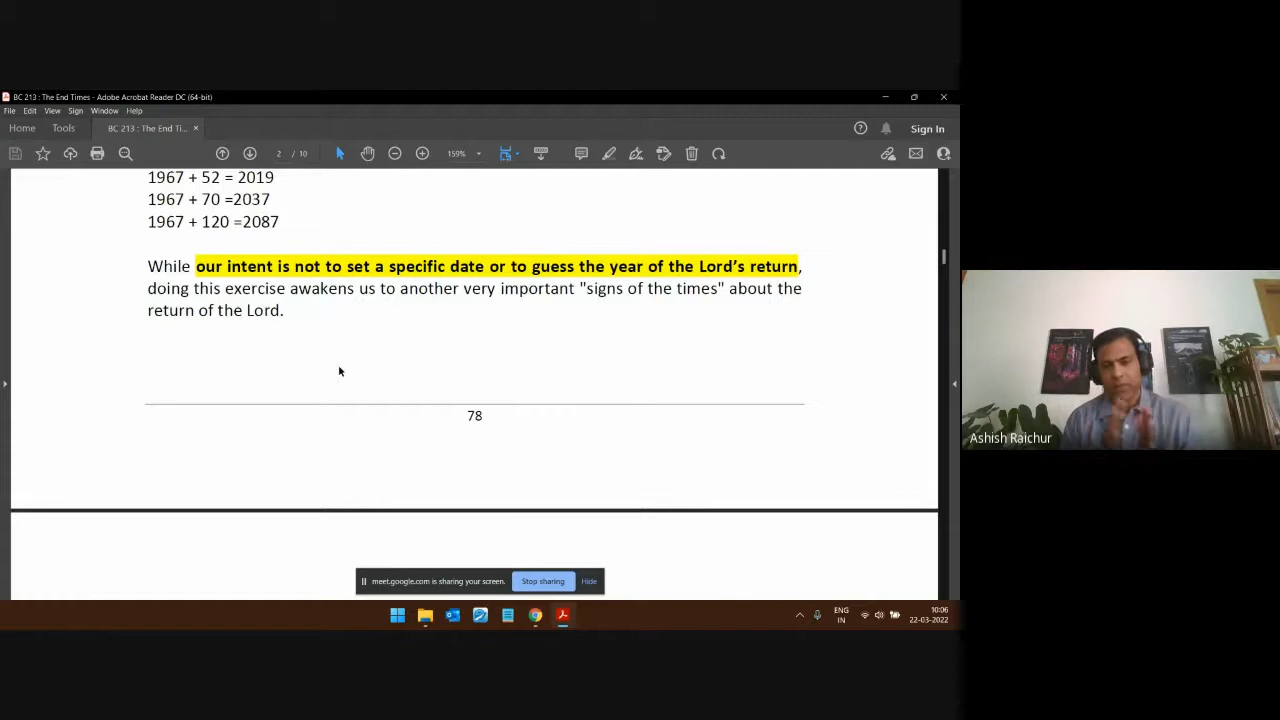 BC 213 : The End Times - Adobe Acrobat Reader DC (64-bit)
File Edit View Sign Window Help
Home Tools BC 213 : The End Ti... × Sign In
2 / 10 159%
1967 + 52 = 2019
1967 + 70 =2037
1967 + 120 =2087
While our intent is not to set a specific date or to guess the year of the Lord’s return,
doing this exercise awakens us to another very important "signs of the times" about the
return of the Lord.
78
Ashish Raichur
meet.google.com is sharing your screen. Stop sharing Hide
ENG
IN
10:06
22-03-2022